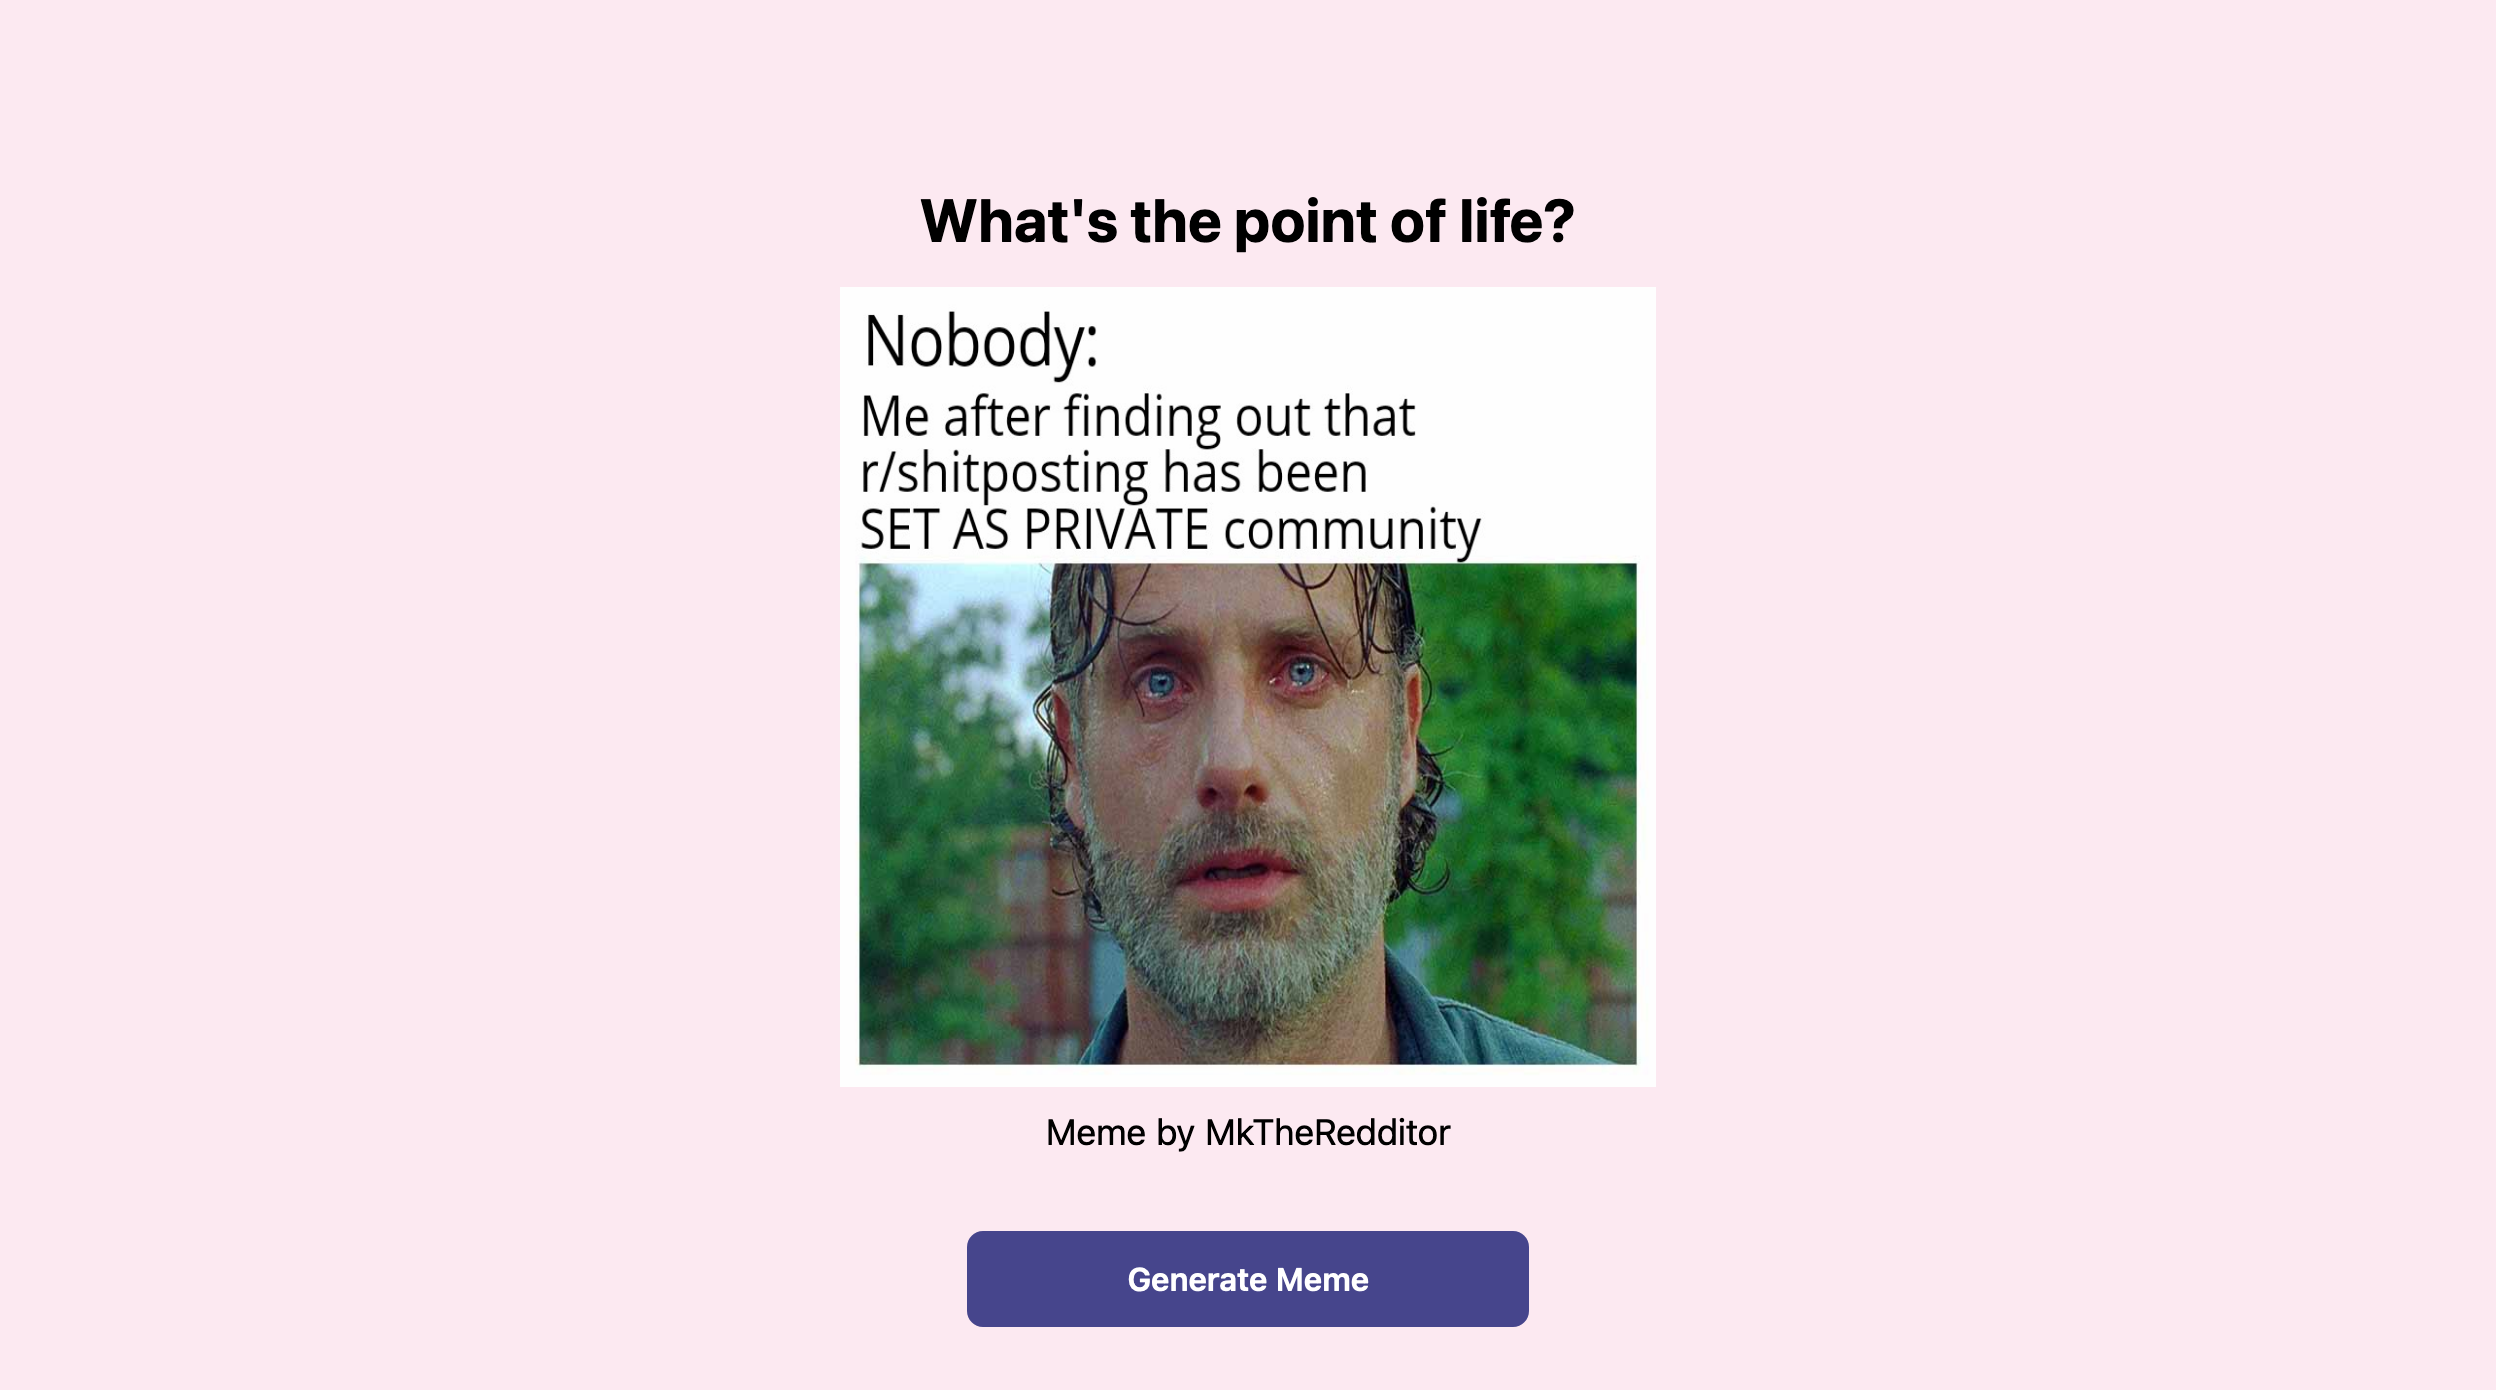 What's the point of life?
Nobody:
Me after finding out that
r/shitposting has been
SET AS PRIVATE community
Meme by MkTheRedditor
Generate Meme